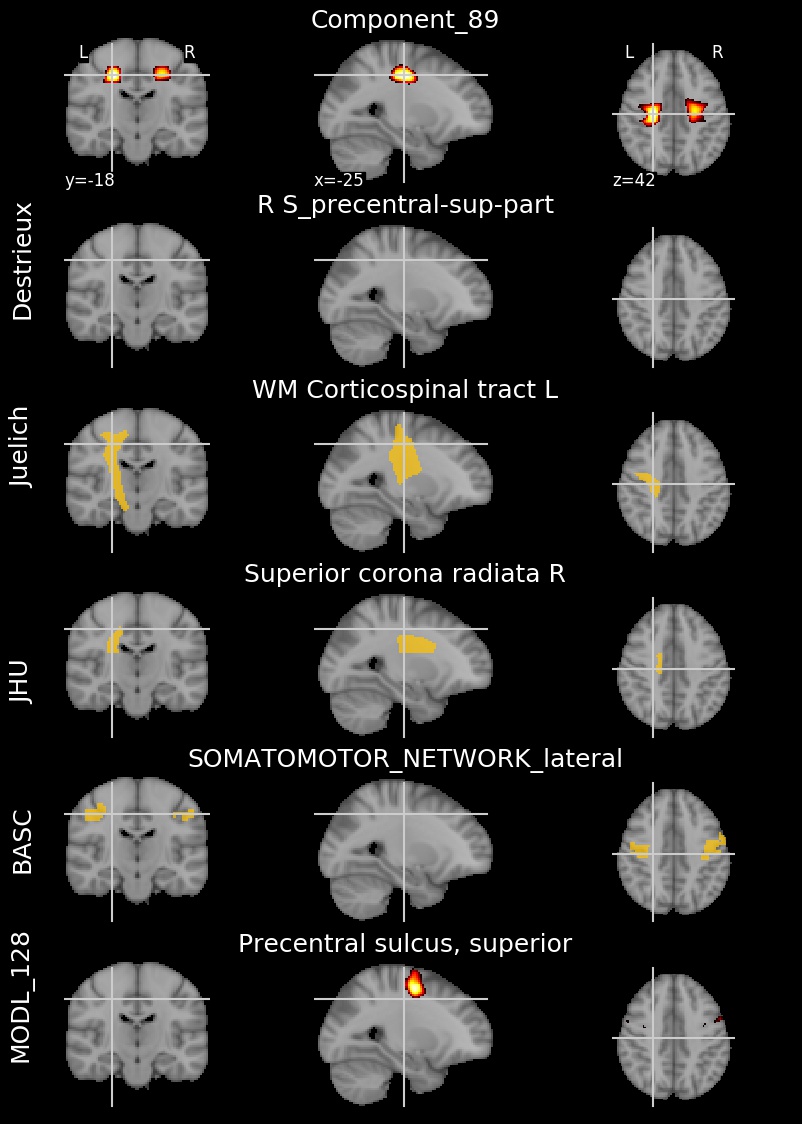 Component_89
L
R
L
R
y=-18
x=-25
z=42
Destrieux
R S_precentral-sup-part
Juelich
WM Corticospinal tract L
JHU
Superior corona radiata R
BASC
SOMATOMOTOR_NETWORK_lateral
MODL_128
Precentral sulcus, superior